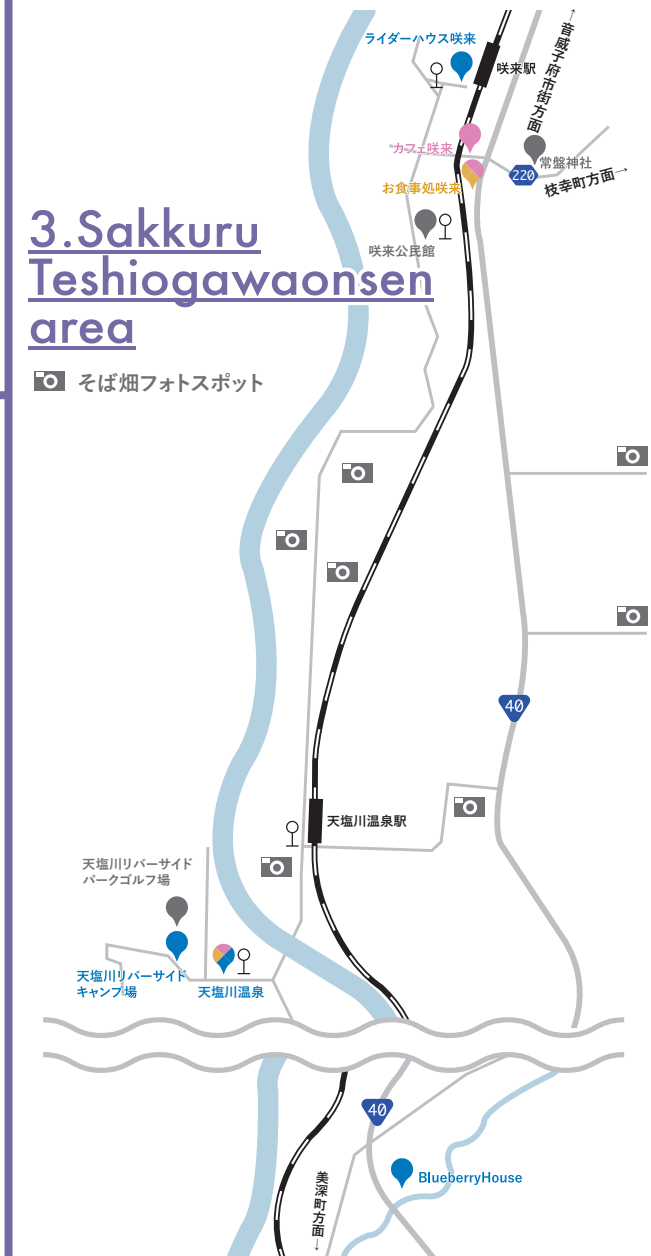 ライダーハウス咲来
咲来駅
←音威子府市街方面
カフェ咲来
常盤神社
220
枝幸町方面→
お食事処咲来
咲来公民館
3.Sakkuru
Teshiogawaonsen
area
そば畑フォトスポット
40
天塩川温泉駅
天塩川リバーサイド
パークゴルフ場
天塩川リバーサイド
キャンプ場
天塩川温泉
40
BlueberryHouse
美深町方面→